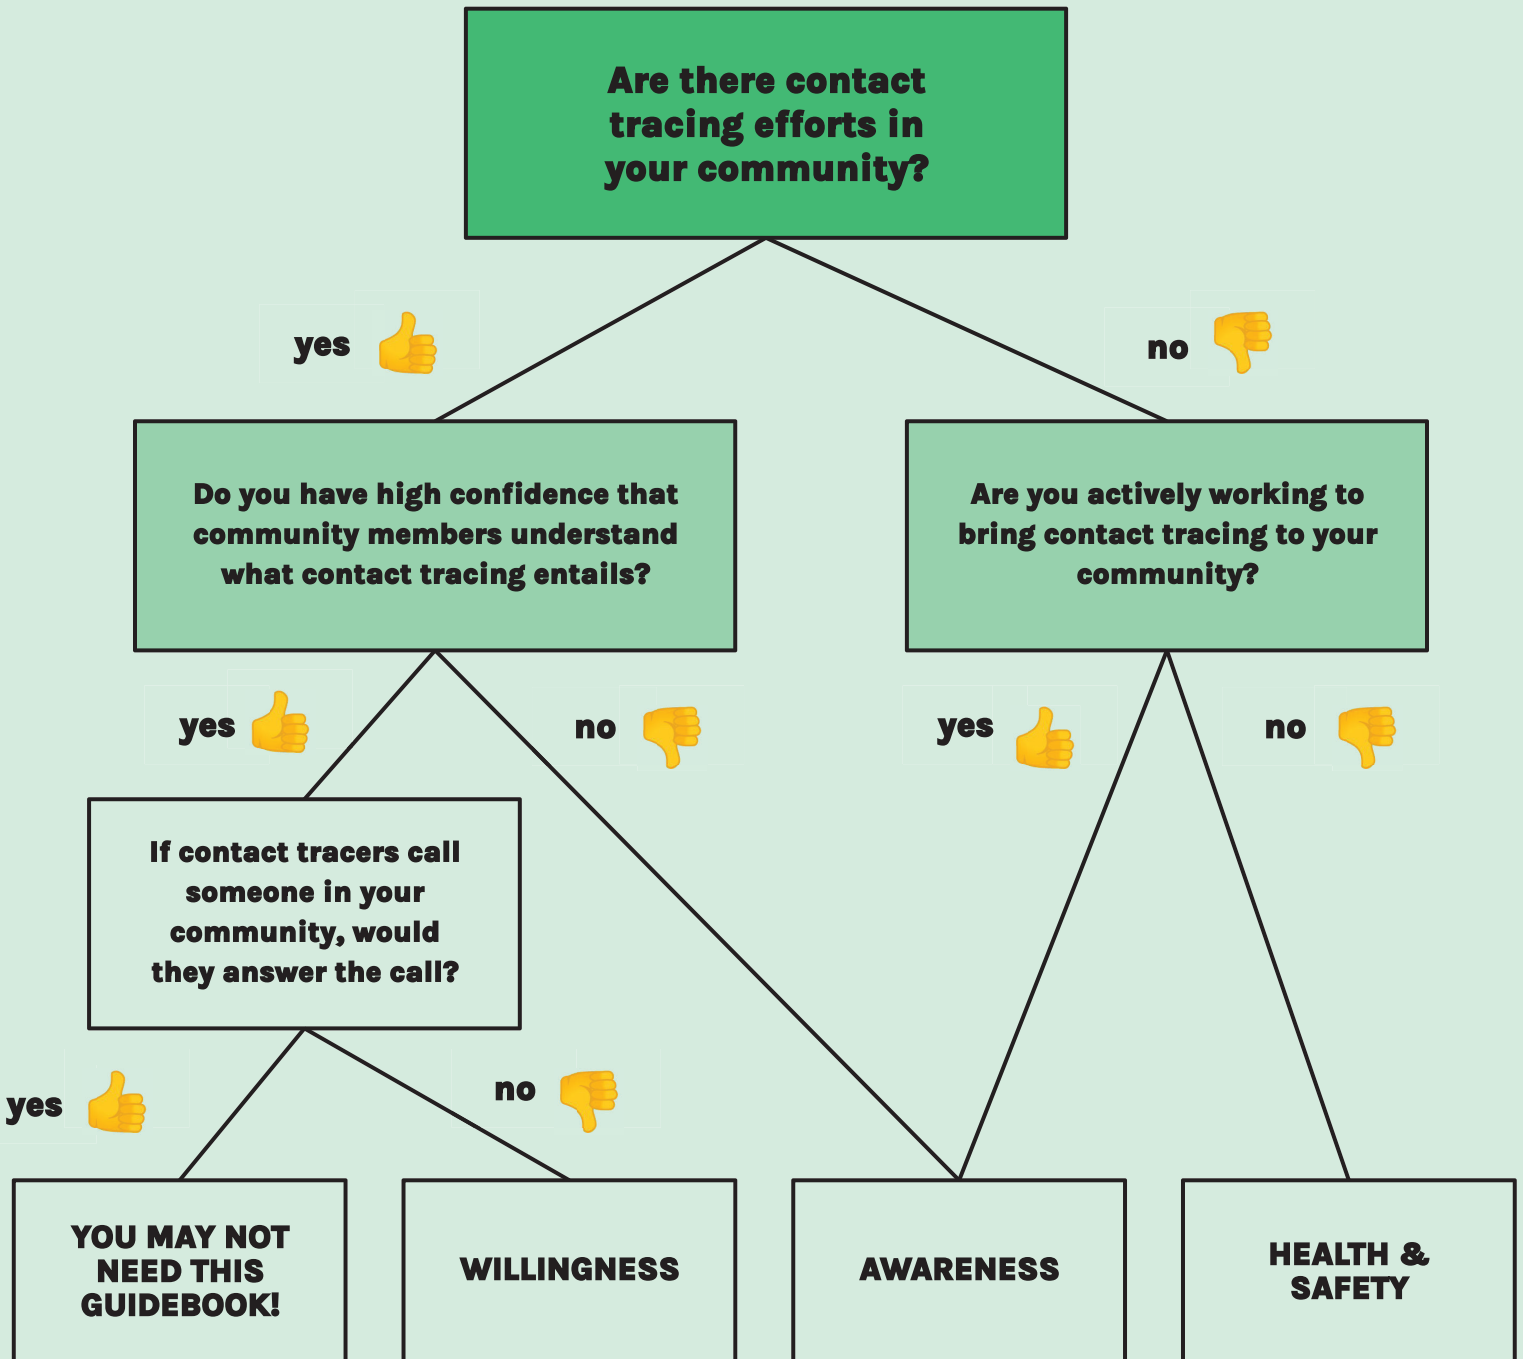 Are there contact
tracing efforts in
your community?
yes
no
Do you have high confidence that
community members understand
what contact tracing entails?
Are you actively working to
bring contact tracing to your
community?
yes
no
yes
no
If contact tracers call
someone in your
community, would
they answer the call?
yes
no
YOU MAY NOT
NEED THIS
GUIDEBOOK!
WILLINGNESS
AWARENESS
HEALTH &
SAFETY